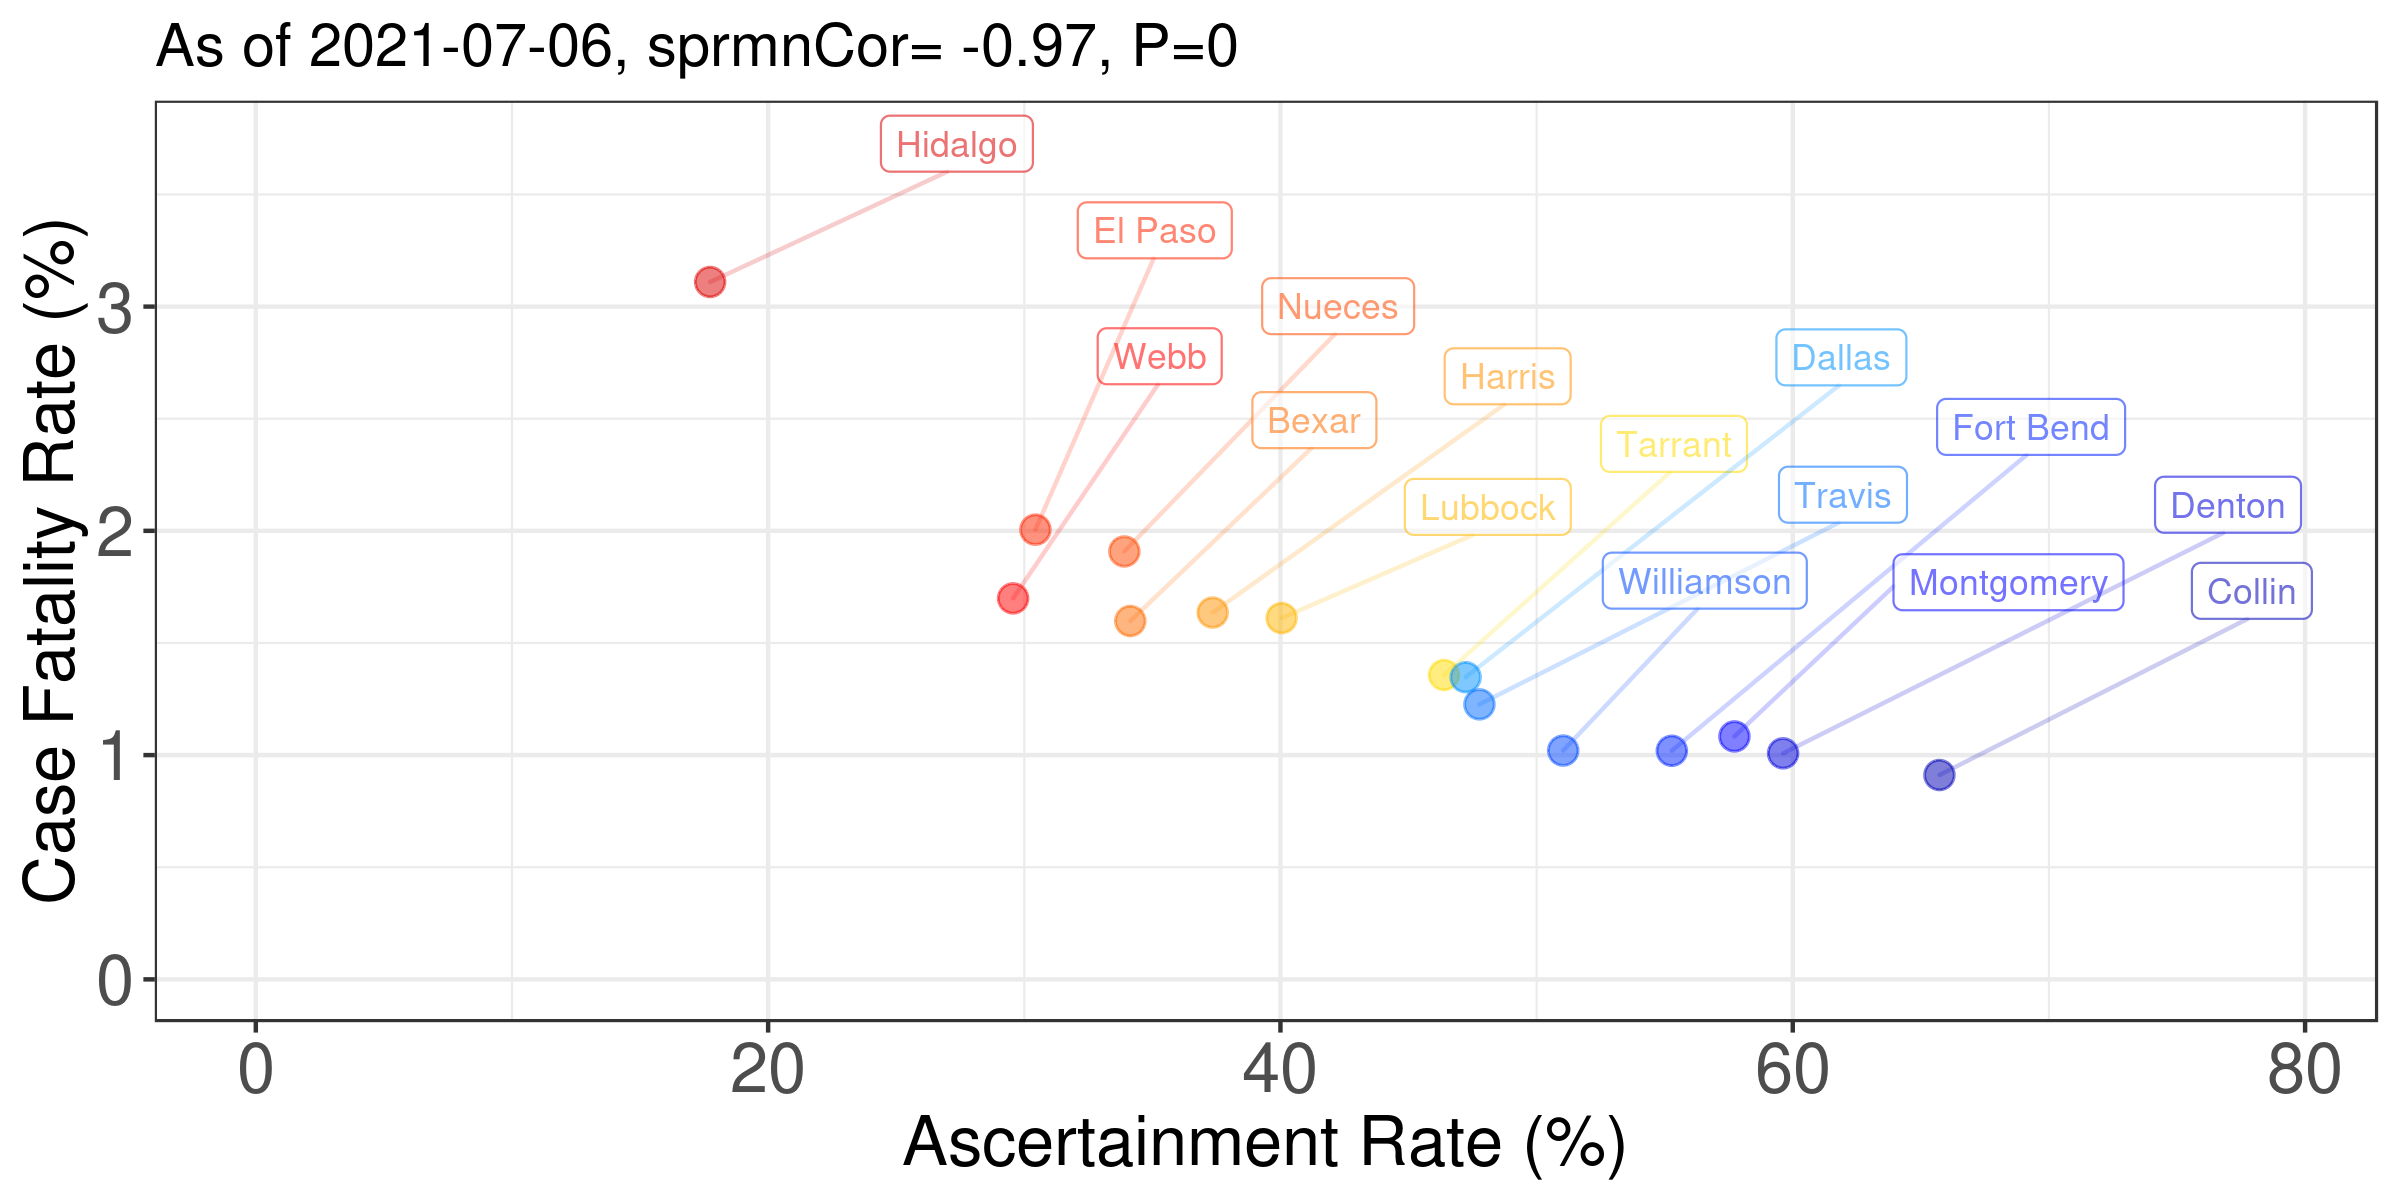 As of 2021-07-06, sprmnCor= -0.97, P=0
Case Fatality Rate (%)
3
2
1
0
Hidalgo
El Paso
Nueces
Webb
Harris
Dallas
Bexar
Tarrant
Fort Bend
Lubbock
Travis
Denton
Williamson
Montgomery
Collin
0 20 40 60 80
Ascertainment Rate (%)